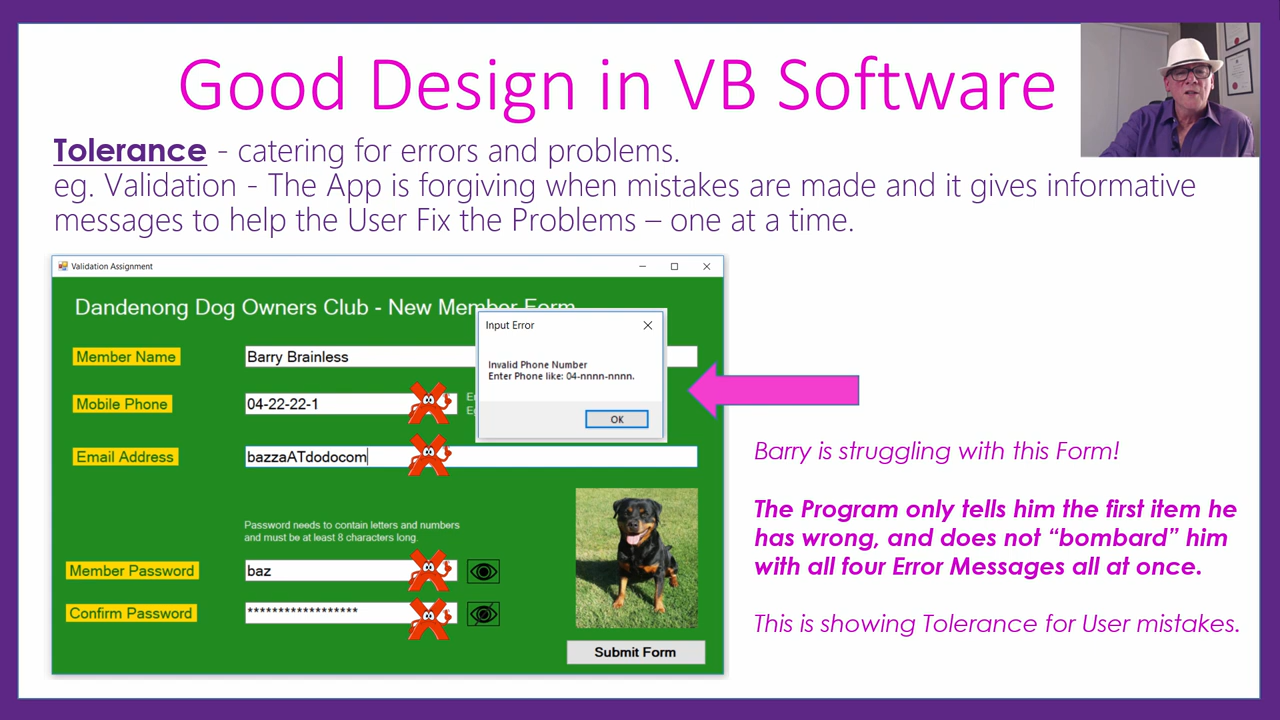 Good Design in VB Software
Tolerance - catering for errors and problems.
eg. Validation - The App is forgiving when mistakes are made and it gives informative
messages to help the User Fix the Problems – one at a time.
Validation Assignment
Dandenong Dog Owners Club - New Member Form
Input Error
Member Name
Barry Brainless
Invalid Phone Number
Enter Phone like: 04-nnnn-nnnn.
Mobile Phone
04-22-22-1
OK
Email Address
bazzaATdodocom
Password needs to contain letters and numbers
and must be at least 8 characters long.
Member Password
baz
Confirm Password
******************
Submit Form
Barry is struggling with this Form!
The Program only tells him the first item he
has wrong, and does not “bombard” him
with all four Error Messages all at once.
This is showing Tolerance for User mistakes.